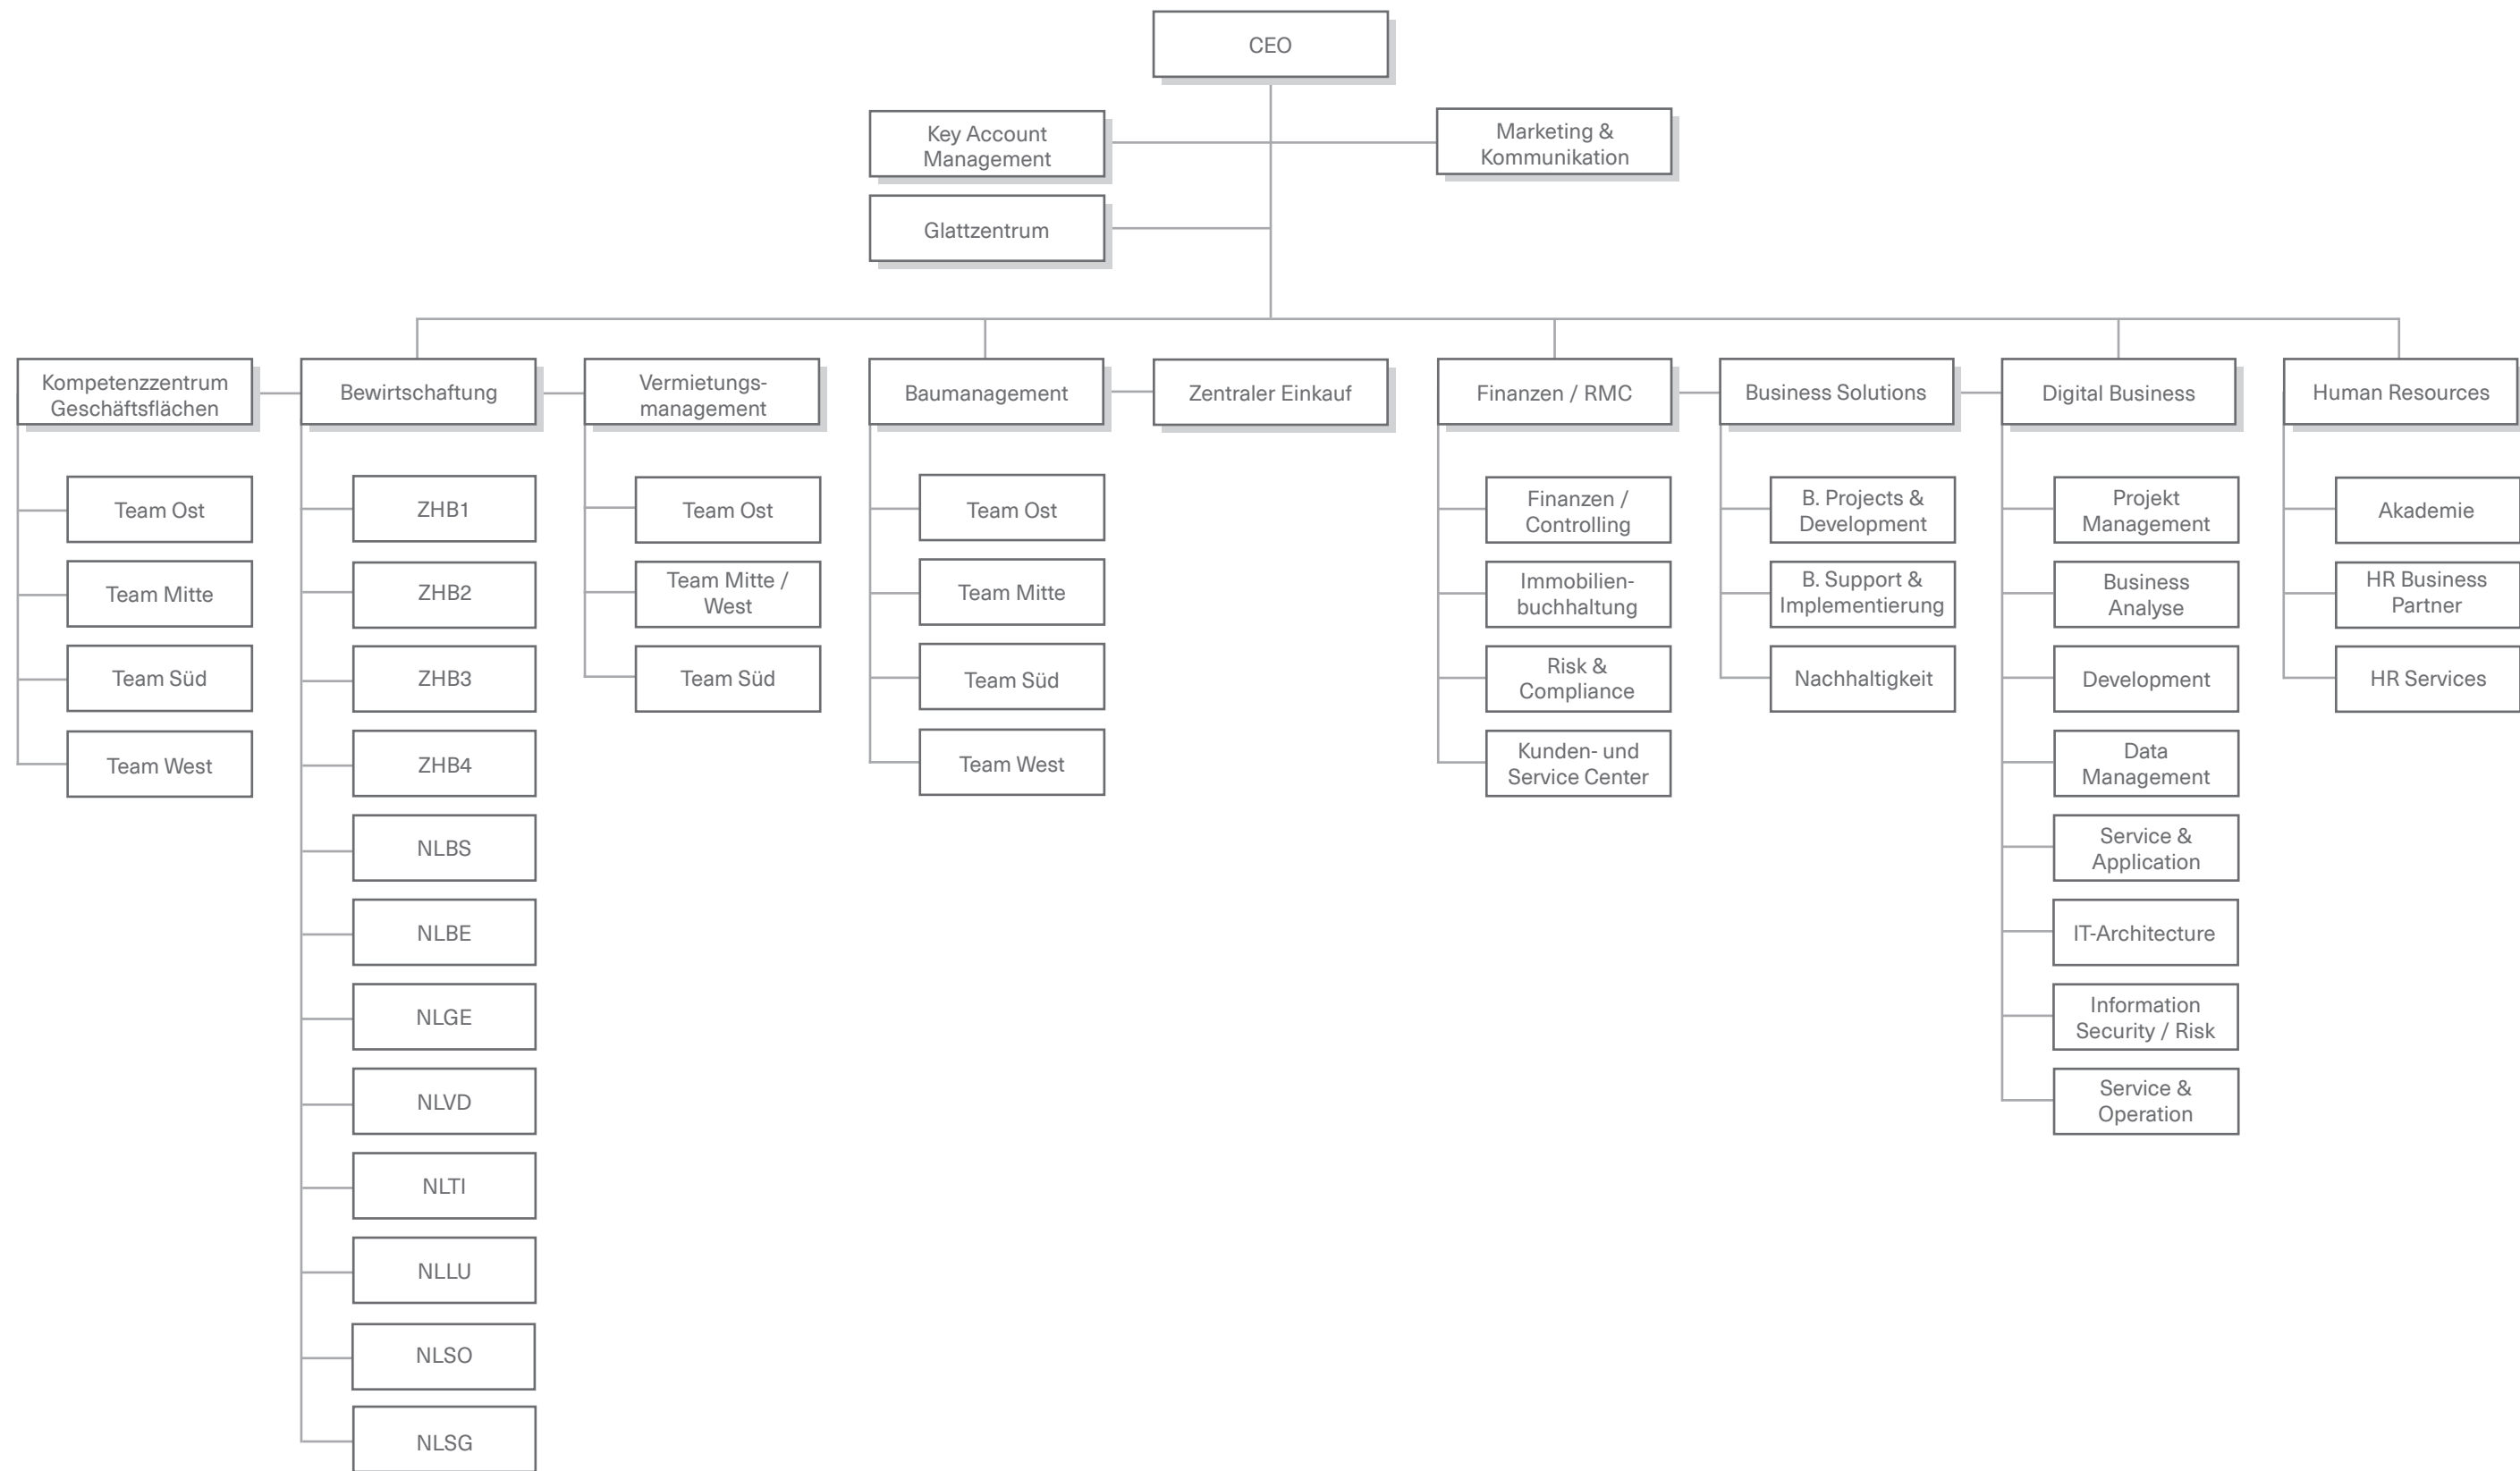 CEO
Key Account
Management
Marketing &
Kommunikation
Glattzentrum
Kompetenzzentrum
Geschäftsflächen
Bewirtschaftung
Vermietungs-
management
Baumanagement
Zentraler Einkauf
Finanzen / RMC
Business Solutions
Digital Business
Human Resources
Team Ost
Team Mitte
Team Süd
Team West
ZHB1
ZHB2
ZHB3
ZHB4
NLBS
NLBE
NLGE
NLVD
NLTI
NLLU
NLSO
NLSG
Team Ost
Team Mitte /
West
Team Süd
Team Ost
Team Mitte
Team Süd
Team West
Finanzen /
Controlling
Immobilien-
buchhaltung
Risk &
Compliance
Kunden- und
Service Center
B. Projects &
Development
B. Support &
Implementierung
Nachhaltigkeit
Projekt
Management
Business
Analyse
Development
Data
Management
Service &
Application
IT-Architecture
Information
Security / Risk
Service &
Operation
Akademie
HR Business
Partner
HR Services